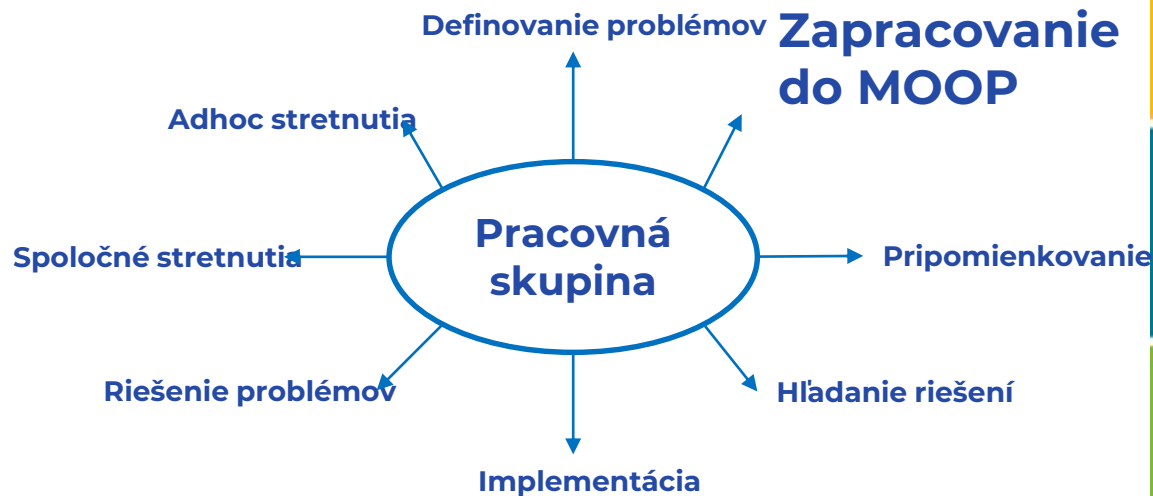 Definovanie problémov
Zapracovanie
do MOOP
Adhoc stretnutia
Pracovná
skupina
Spoločné stretnutia
Pripomienkovanie
Riešenie problémov
Hľadanie riešení
Implementácia